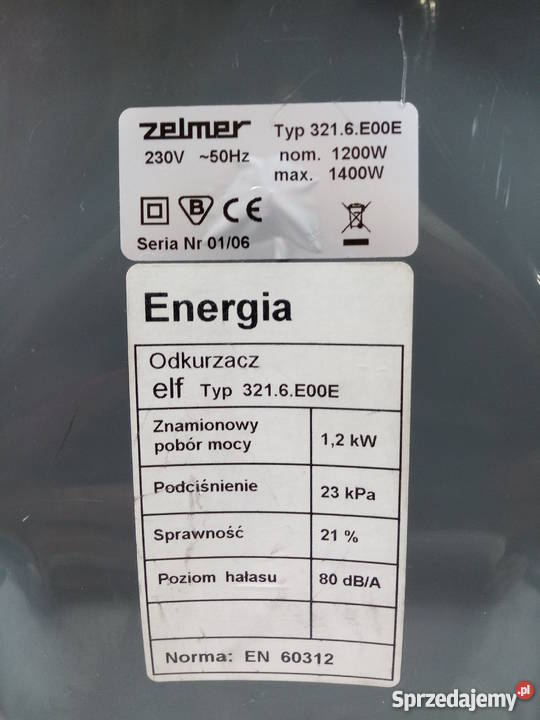 zelmer Typ 321.6.E00E
230V ~50Hz nom. 1200W
max. 1400W
B CE
Seria Nr 01/06
Energia
Odkurzacz
elf Typ 321.6.E00E
Znamionowy
pobór mocy 1,2 kW
Podciśnienie 23 kPa
Sprawność 21 %
Poziom hałasu 80 dB/A
Norma: EN 60312
Sprzedajemy.pl